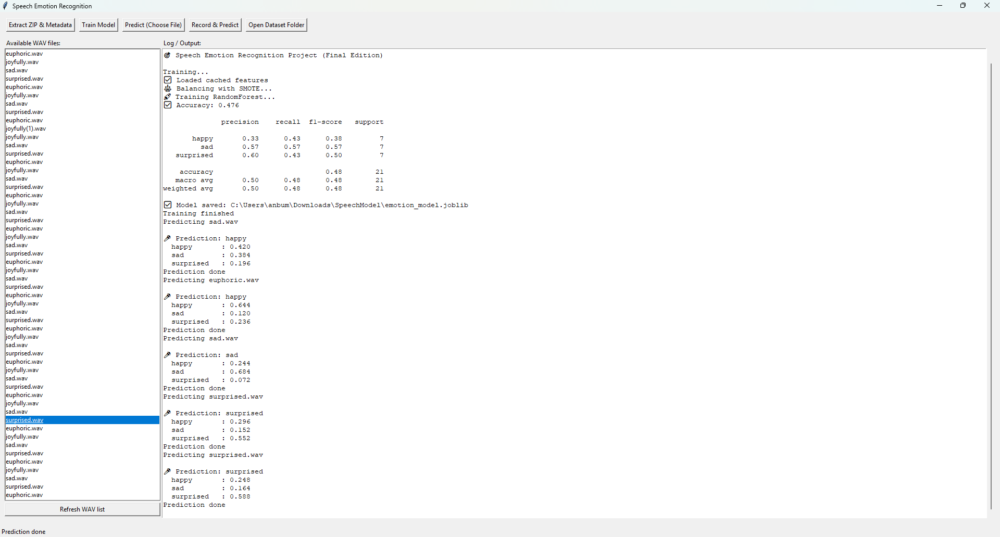 Speech Emotion Recognition
Extract ZIP & Metadata Train Model Predict (Choose File) Record & Predict Open Dataset Folder
Available WAV files:
euphoric.wav
joyfully.wav
sad.wav
surprised.wav
euphoric.wav
joyfully.wav
sad.wav
surprised.wav
euphoric.wav
joyfully(1).wav
joyfully.wav
sad.wav
surprised.wav
euphoric.wav
joyfully.wav
sad.wav
surprised.wav
euphoric.wav
joyfully.wav
sad.wav
surprised.wav
euphoric.wav
joyfully.wav
sad.wav
surprised.wav
euphoric.wav
joyfully.wav
sad.wav
surprised.wav
euphoric.wav
joyfully.wav
sad.wav
surprised.wav
euphoric.wav
joyfully.wav
sad.wav
surprised.wav
euphoric.wav
joyfully.wav
sad.wav
surprised.wav
euphoric.wav
joyfully.wav
sad.wav
surprised.wav
euphoric.wav
joyfully.wav
sad.wav
surprised.wav
euphoric.wav
joyfully.wav
sad.wav
surprised.wav
euphoric.wav
Refresh WAV list
Log / Output:
Speech Emotion Recognition Project (Final Edition)
Training...
Loaded cached features
Balancing with SMOTE...
Training RandomForest...
Accuracy: 0.476
precision recall f1-score support
happy 0.33 0.43 0.38 7
sad 0.57 0.57 0.57 7
surprised 0.60 0.43 0.50 7
accuracy 0.48 21
macro avg 0.50 0.48 0.48 21
weighted avg 0.50 0.48 0.48 21
Model saved: C:\Users\anbum\Downloads\SpeechModel\emotion_model.joblib
Training finished
Predicting sad.wav
Prediction: happy
happy : 0.420
sad : 0.384
surprised : 0.196
Prediction done
Predicting euphoric.wav
Prediction: happy
happy : 0.644
sad : 0.120
surprised : 0.236
Prediction done
Predicting sad.wav
Prediction: sad
happy : 0.244
sad : 0.684
surprised : 0.072
Prediction done
Predicting surprised.wav
Prediction: surprised
happy : 0.296
sad : 0.152
surprised : 0.552
Prediction done
Predicting surprised.wav
Prediction: surprised
happy : 0.248
sad : 0.164
surprised : 0.588
Prediction done
Prediction done